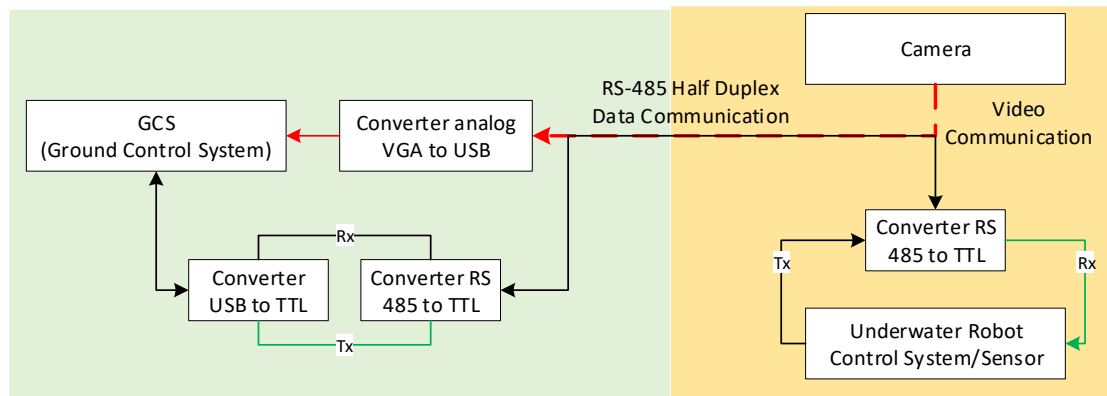 Camera
RS-485 Half Duplex
Data Communication
Video
Communication
GCS
(Ground Control System)
Converter analog
VGA to USB
Rx
Converter
USB to TTL
Converter RS
485 to TTL
Tx
Converter RS
485 to TTL
Tx
Rx
Underwater Robot
Control System/Sensor